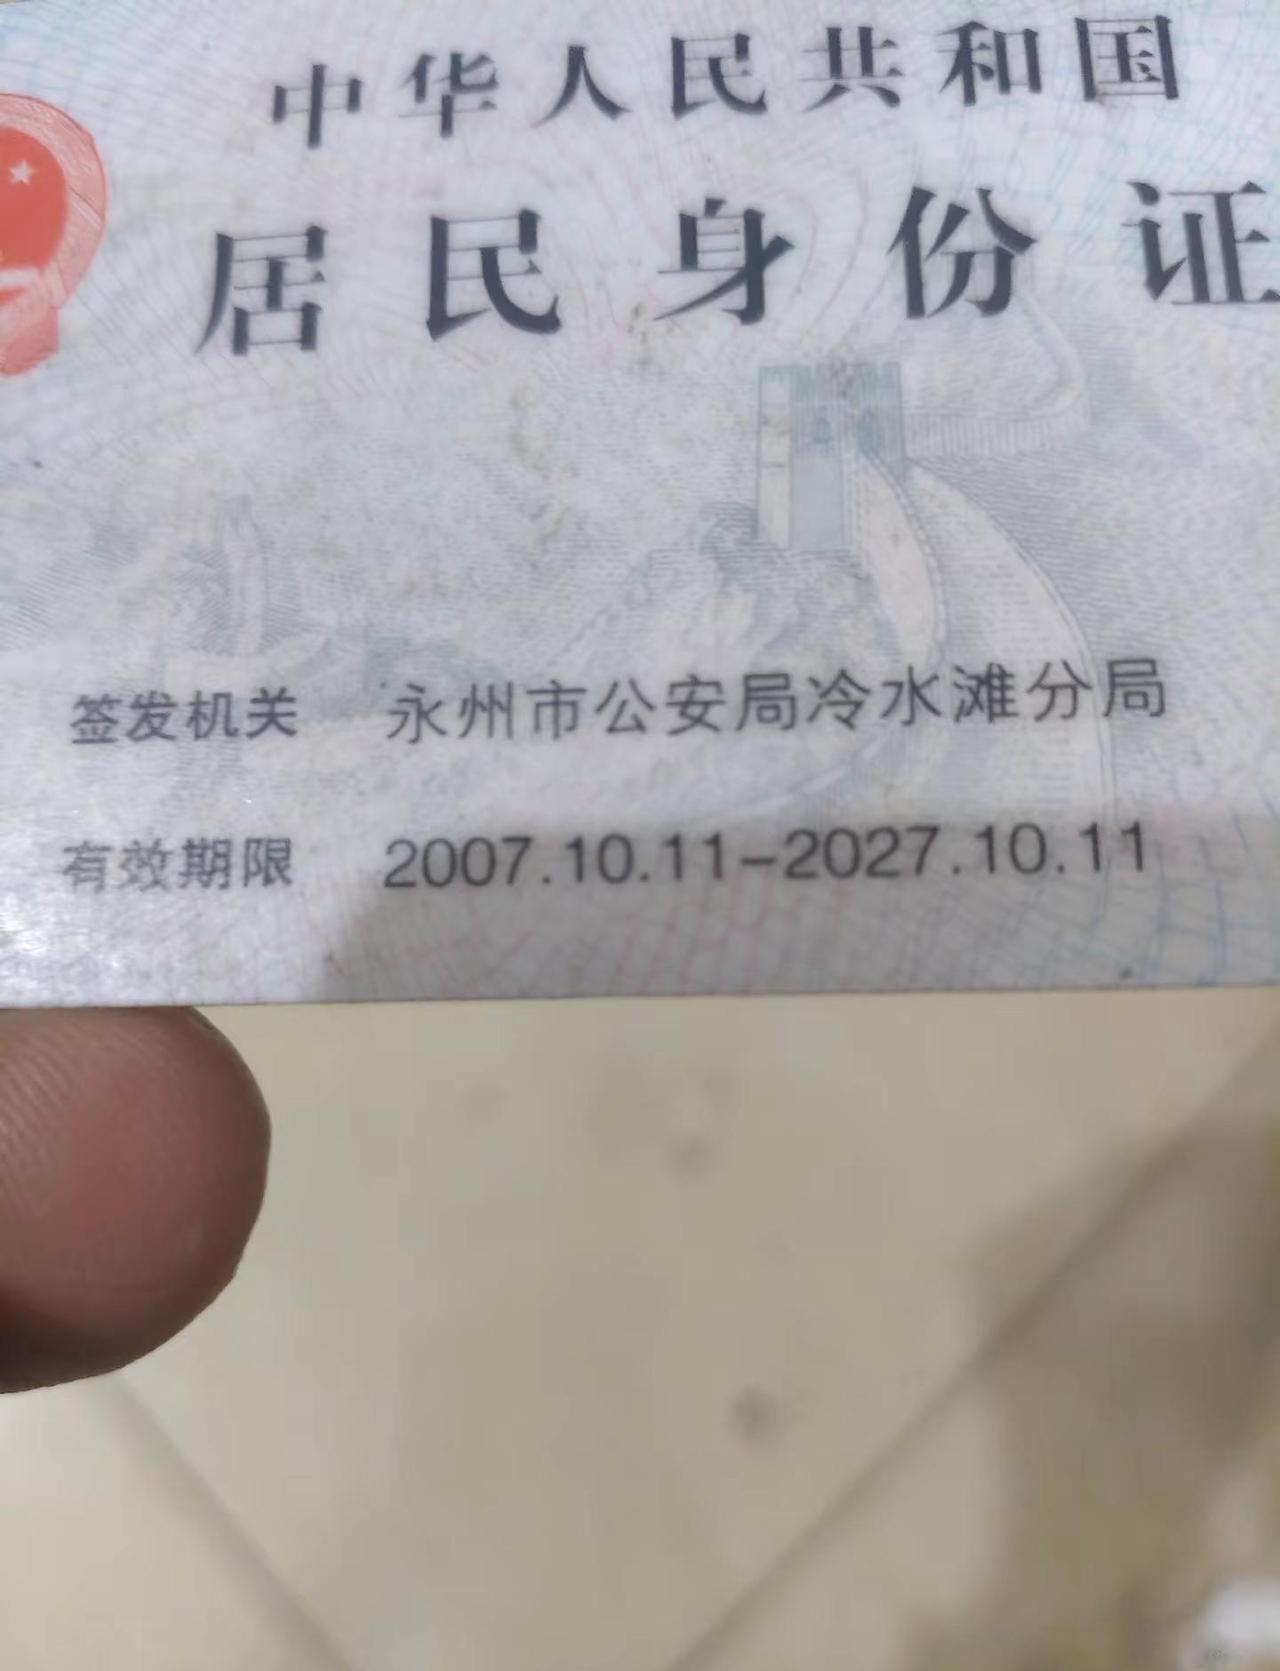 中华人民共和国
居民身份证
签发机关 永州市公安局冷水滩分局
有效期限 2007.10.11-2027.10.11